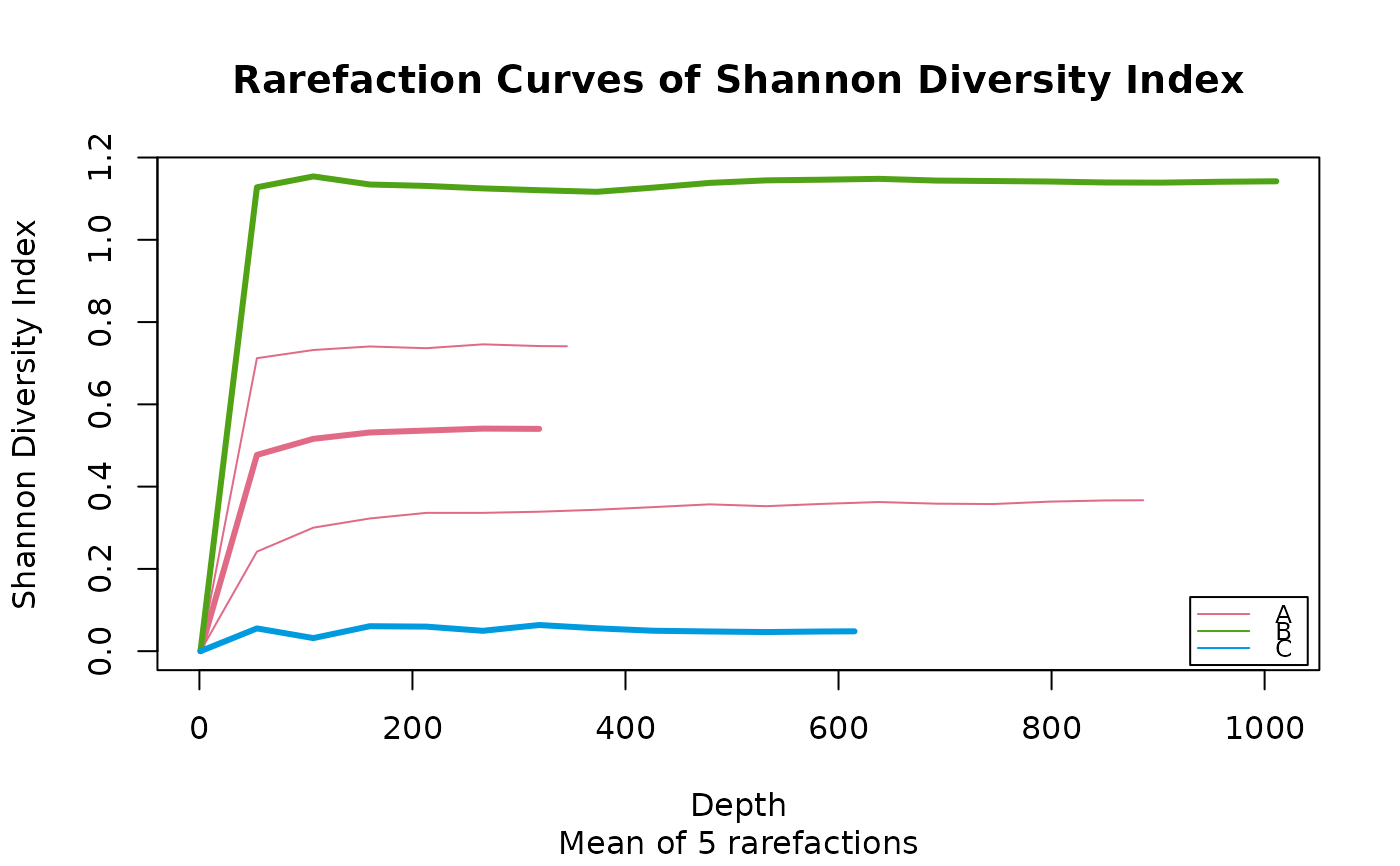 Rarefaction Curves of Shannon Diversity Index
Shannon Diversity Index
1.2
1.0
0.8
0.6
0.4
0.2
0.0
A
B
C
0 200 400 600 800 1000
Depth
Mean of 5 rarefactions